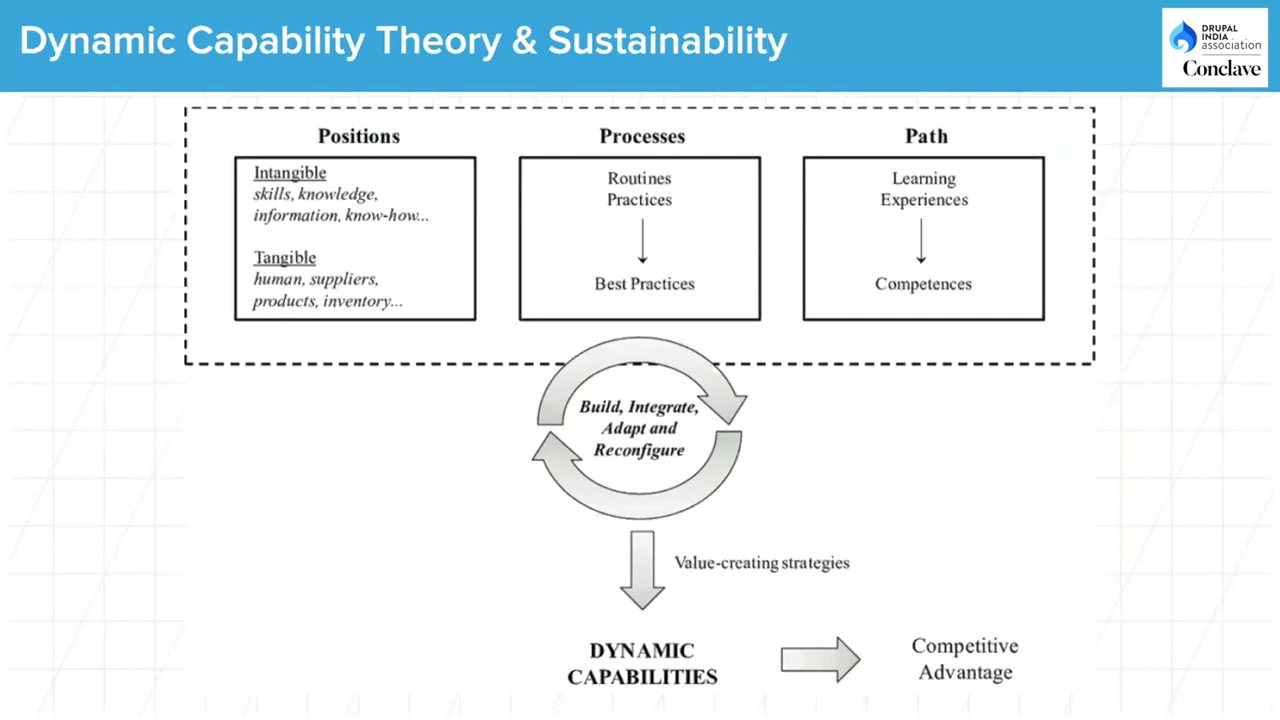 Dynamic Capability Theory & Sustainability
DRUPAL
INDIA
association
Conclave
Positions
Intangible
skills, knowledge,
information, know-how...
Tangible
human, suppliers,
products, inventory...
Processes
Routines
Practices
Best Practices
Path
Learning
Experiences
Competences
Build, Integrate,
Adapt and
Reconfigure
Value-creating strategies
DYNAMIC
CAPABILITIES
Competitive
Advantage